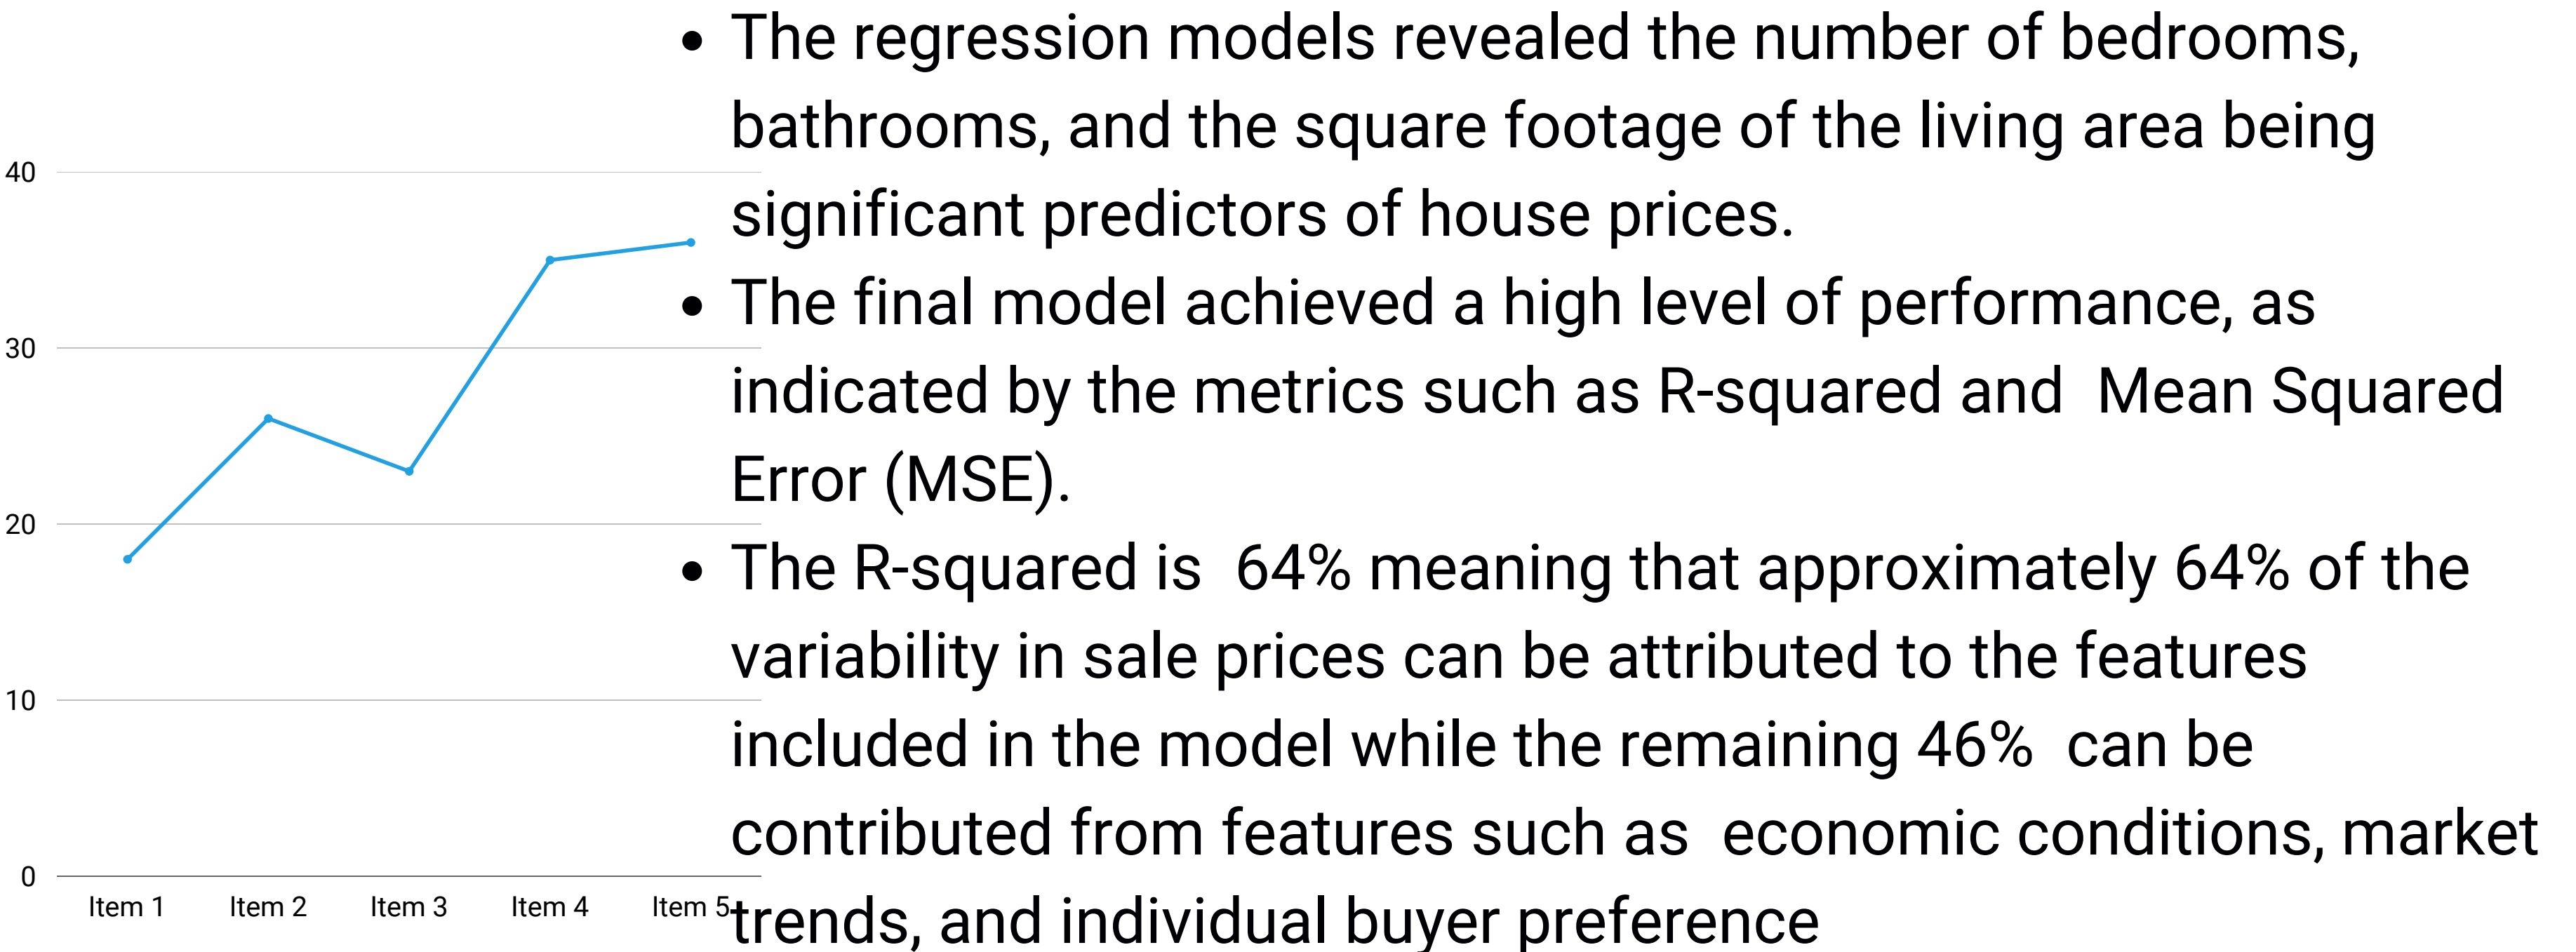 • The regression models revealed the number of bedrooms,
bathrooms, and the square footage of the living area being
significant predictors of house prices.
• The final model achieved a high level of performance, as
indicated by the metrics such as R-squared and  Mean Squared
Error (MSE).
• The R-squared is  64% meaning that approximately 64% of the
variability in sale prices can be attributed to the features
included in the model while the remaining 46%  can be
contributed from features such as  economic conditions, market
trends, and individual buyer preference
40
30
20
10
0
Item 1 Item 2 Item 3 Item 4 Item 5